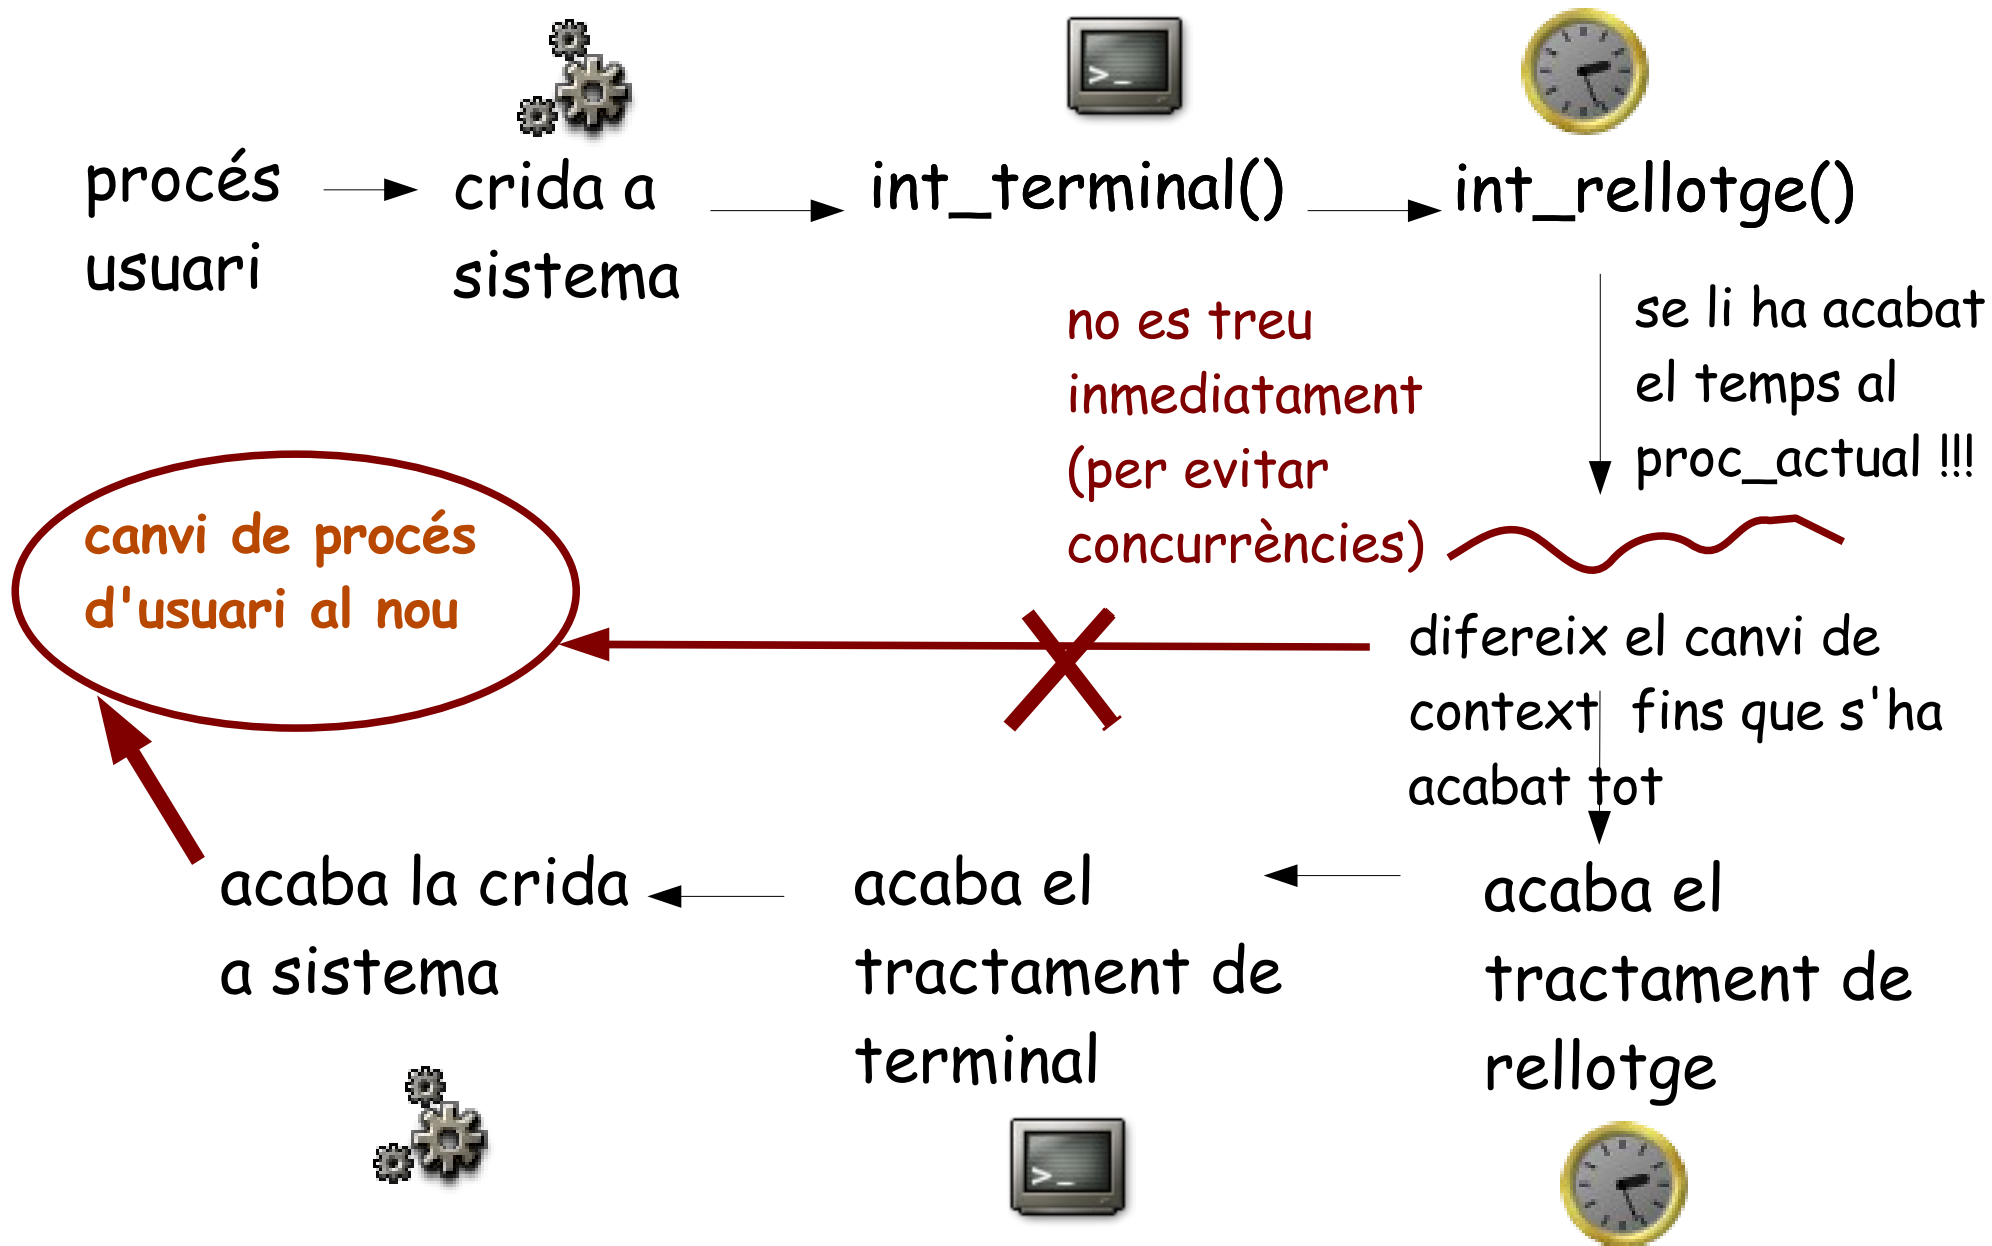 procés
usuari
crida a
sistema
int_terminal()
int_rellotge()
se li ha acabat
el temps al
proc_actual !!!
no es treu
inmediatament
(per evitar
concurrències)
canvi de procés
d'usuari al nou
difereix el canvi de
context fins que s'ha
acabat tot
acaba el
tractament de
rellotge
acaba el
tractament de
terminal
acaba la crida
a sistema